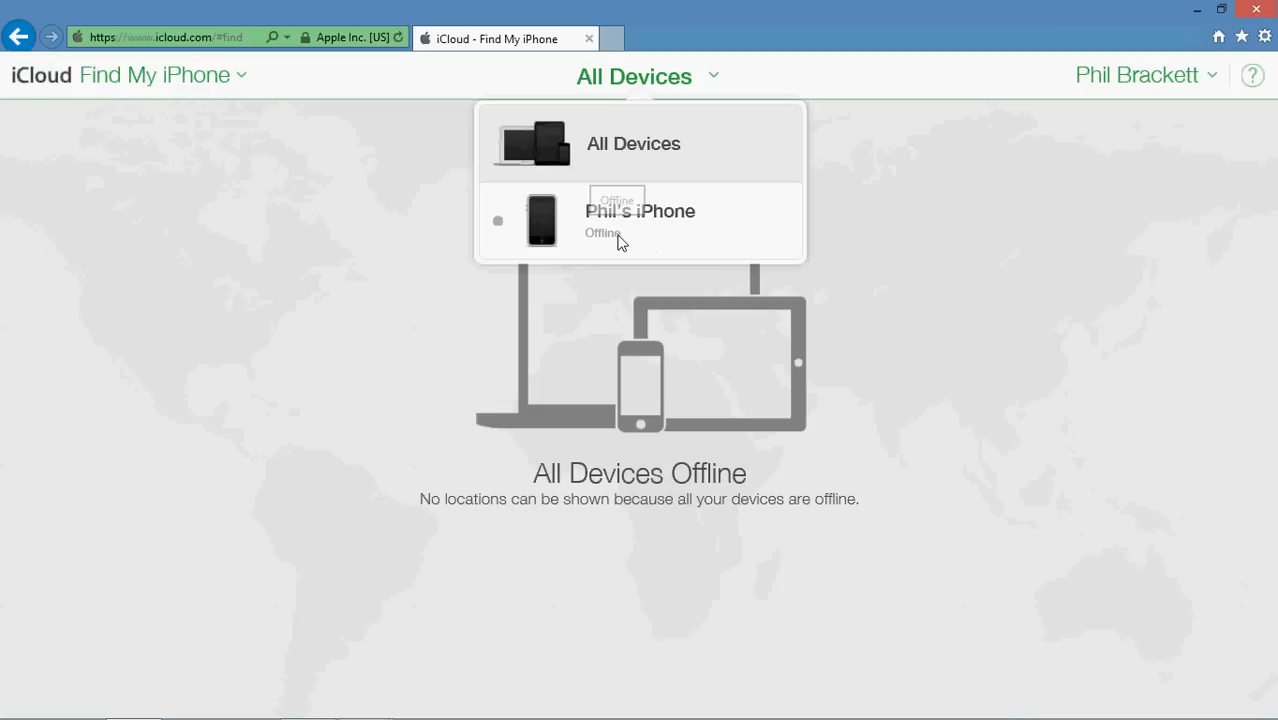 https://www.icloud.com/#find
Apple Inc. [US]
iCloud - Find My iPhone
iCloud Find My iPhone
All Devices
Phil Brackett
?
All Devices
Offline
Phil's iPhone
Offline
All Devices Offline
No locations can be shown because all your devices are offline.